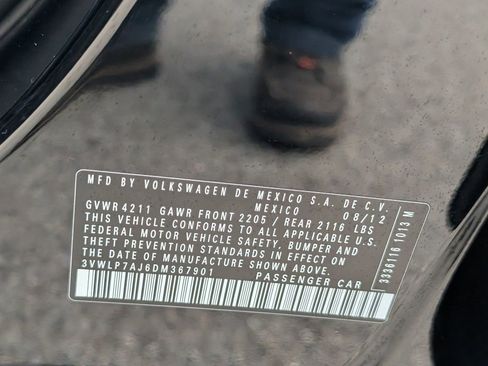 MFD BY VOLKSWAGEN DE MEXICO S.A. DE C.V.
MEXICO 08/12
GVWR 4211 GAWR FRONT 2205 / REAR 2116 LBS
THIS VEHICLE CONFORMS TO ALL APPLICABLE U.S.
FEDERAL MOTOR VEHICLE SAFETY, BUMPER AND
THEFT PREVENTION STANDARDS IN EFFECT ON
THE DATE OF MANUFACTURE SHOWN ABOVE.
3VWLP7AJ6DM367901 PASSENGER CAR
3336116 1013 M